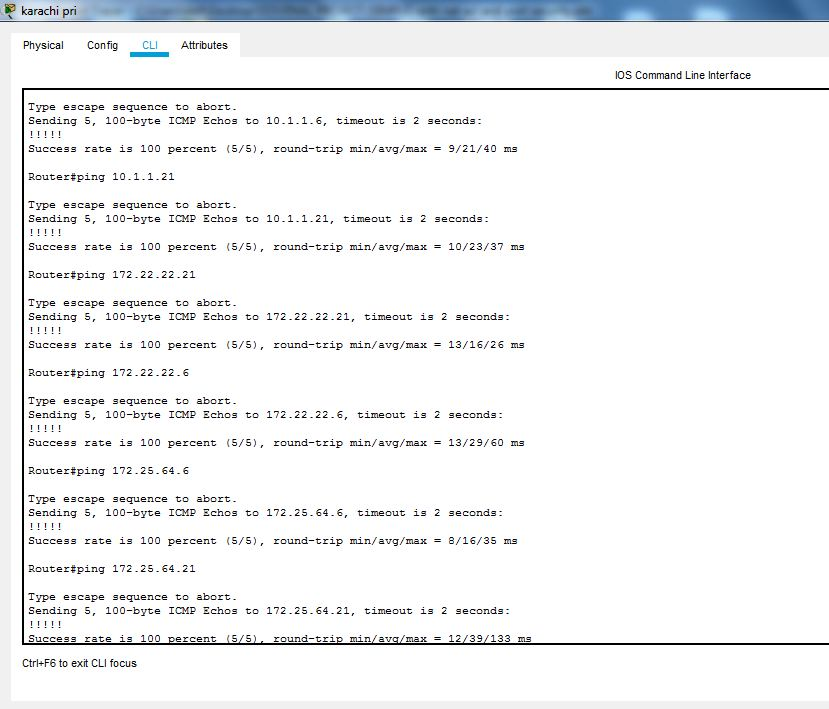 karachi pri
Physical Config CLI Attributes
IOS Command Line Interface
Type escape sequence to abort.
Sending 5, 100-byte ICMP Echos to 10.1.1.6, timeout is 2 seconds:
!!!!!
Success rate is 100 percent (5/5), round-trip min/avg/max = 9/21/40 ms
Router#ping 10.1.1.21
Type escape sequence to abort.
Sending 5, 100-byte ICMP Echos to 10.1.1.21, timeout is 2 seconds:
!!!!!
Success rate is 100 percent (5/5), round-trip min/avg/max = 10/23/37 ms
Router#ping 172.22.22.21
Type escape sequence to abort.
Sending 5, 100-byte ICMP Echos to 172.22.22.21, timeout is 2 seconds:
!!!!!
Success rate is 100 percent (5/5), round-trip min/avg/max = 13/16/26 ms
Router#ping 172.22.22.6
Type escape sequence to abort.
Sending 5, 100-byte ICMP Echos to 172.22.22.6, timeout is 2 seconds:
!!!!!
Success rate is 100 percent (5/5), round-trip min/avg/max = 13/29/60 ms
Router#ping 172.25.64.6
Type escape sequence to abort.
Sending 5, 100-byte ICMP Echos to 172.25.64.6, timeout is 2 seconds:
!!!!!
Success rate is 100 percent (5/5), round-trip min/avg/max = 8/16/35 ms
Router#ping 172.25.64.21
Type escape sequence to abort.
Sending 5, 100-byte ICMP Echos to 172.25.64.21, timeout is 2 seconds:
!!!!!
Success rate is 100 percent (5/5), round-trip min/avg/max = 12/39/133 ms
Ctrl+F6 to exit CLI focus